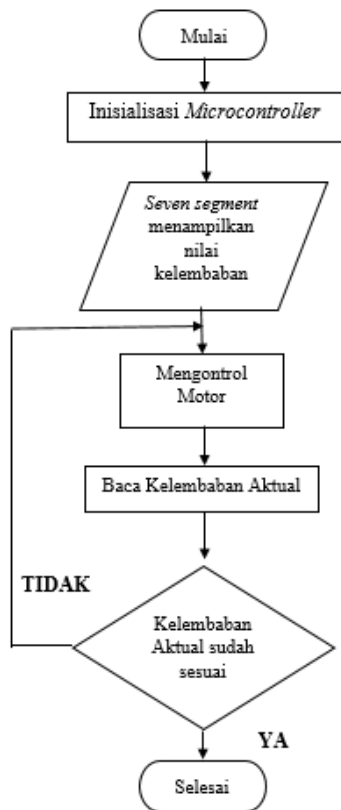 Mulai
Inisialisasi Microcontroller
Seven segment
menampilkan
nilai
kelembaban
Mengontrol
Motor
Baca Kelembaban Aktual
TIDAK
Kelembaban
Aktual sudah
sesuai
YA
Selesai